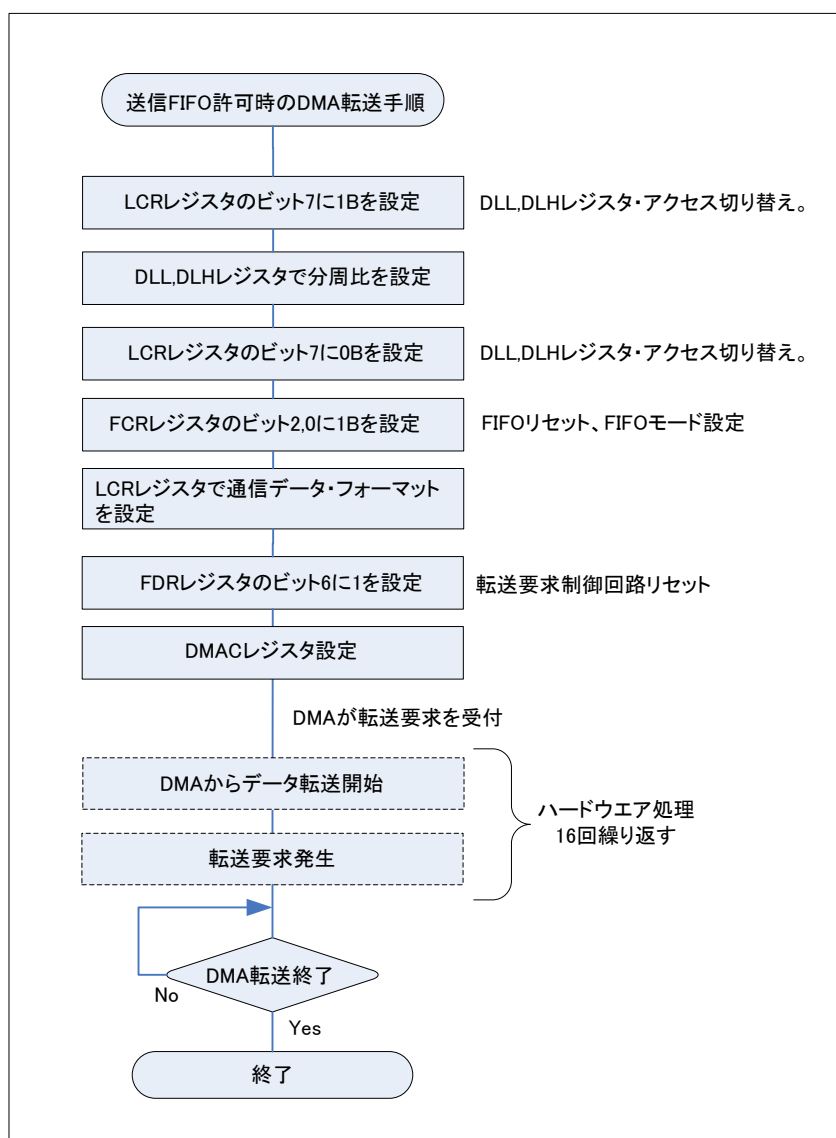 送信FIFO許可時のDMA転送手順
LCRレジスタのビット7に1Bを設定
DLL,DLHレジスタ・アクセス切り替え。
DLL,DLHレジスタで分周比を設定
LCRレジスタのビット7に0Bを設定
DLL,DLHレジスタ・アクセス切り替え。
FCRレジスタのビット2,0に1Bを設定
FIFOリセット、FIFOモード設定
LCRレジスタで通信データ・フォーマット
を設定
FDRレジスタのビット6に1を設定
転送要求制御回路リセット
DMACレジスタ設定
DMAが転送要求を受付
DMAからデータ転送開始
転送要求発生
ハードウエア処理
16回繰り返す
DMA転送終了
No
Yes
終了